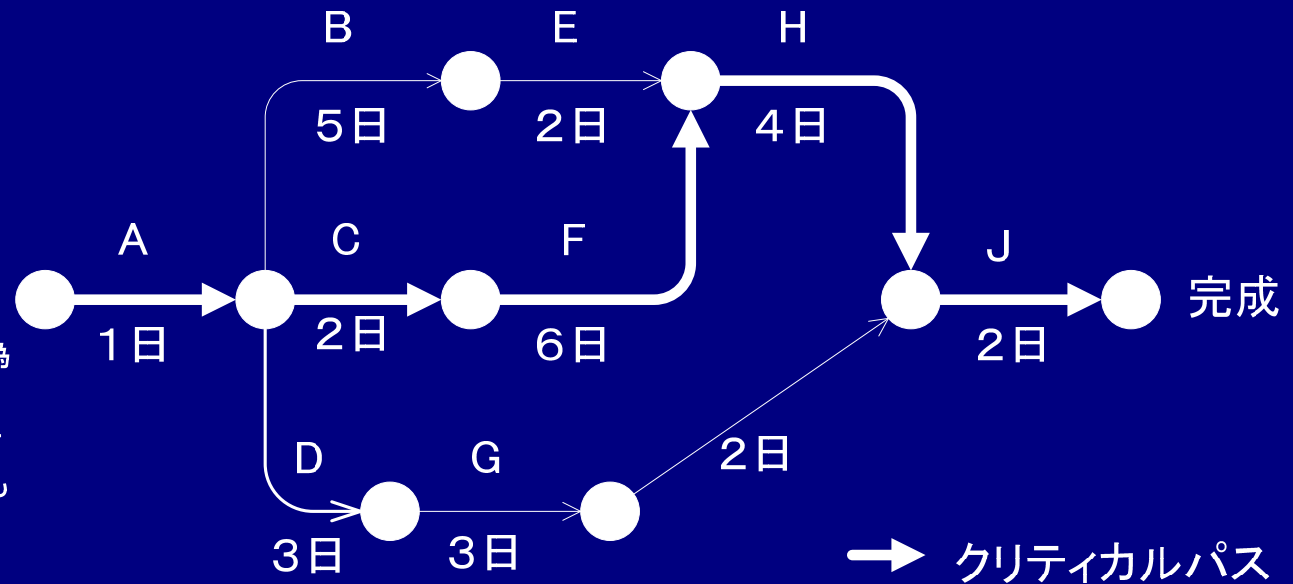 B E H
5日 2日 4日
A C F J
完成
1日 2日 6日 2日
D G 2日
3日 3日
クリティカルパス